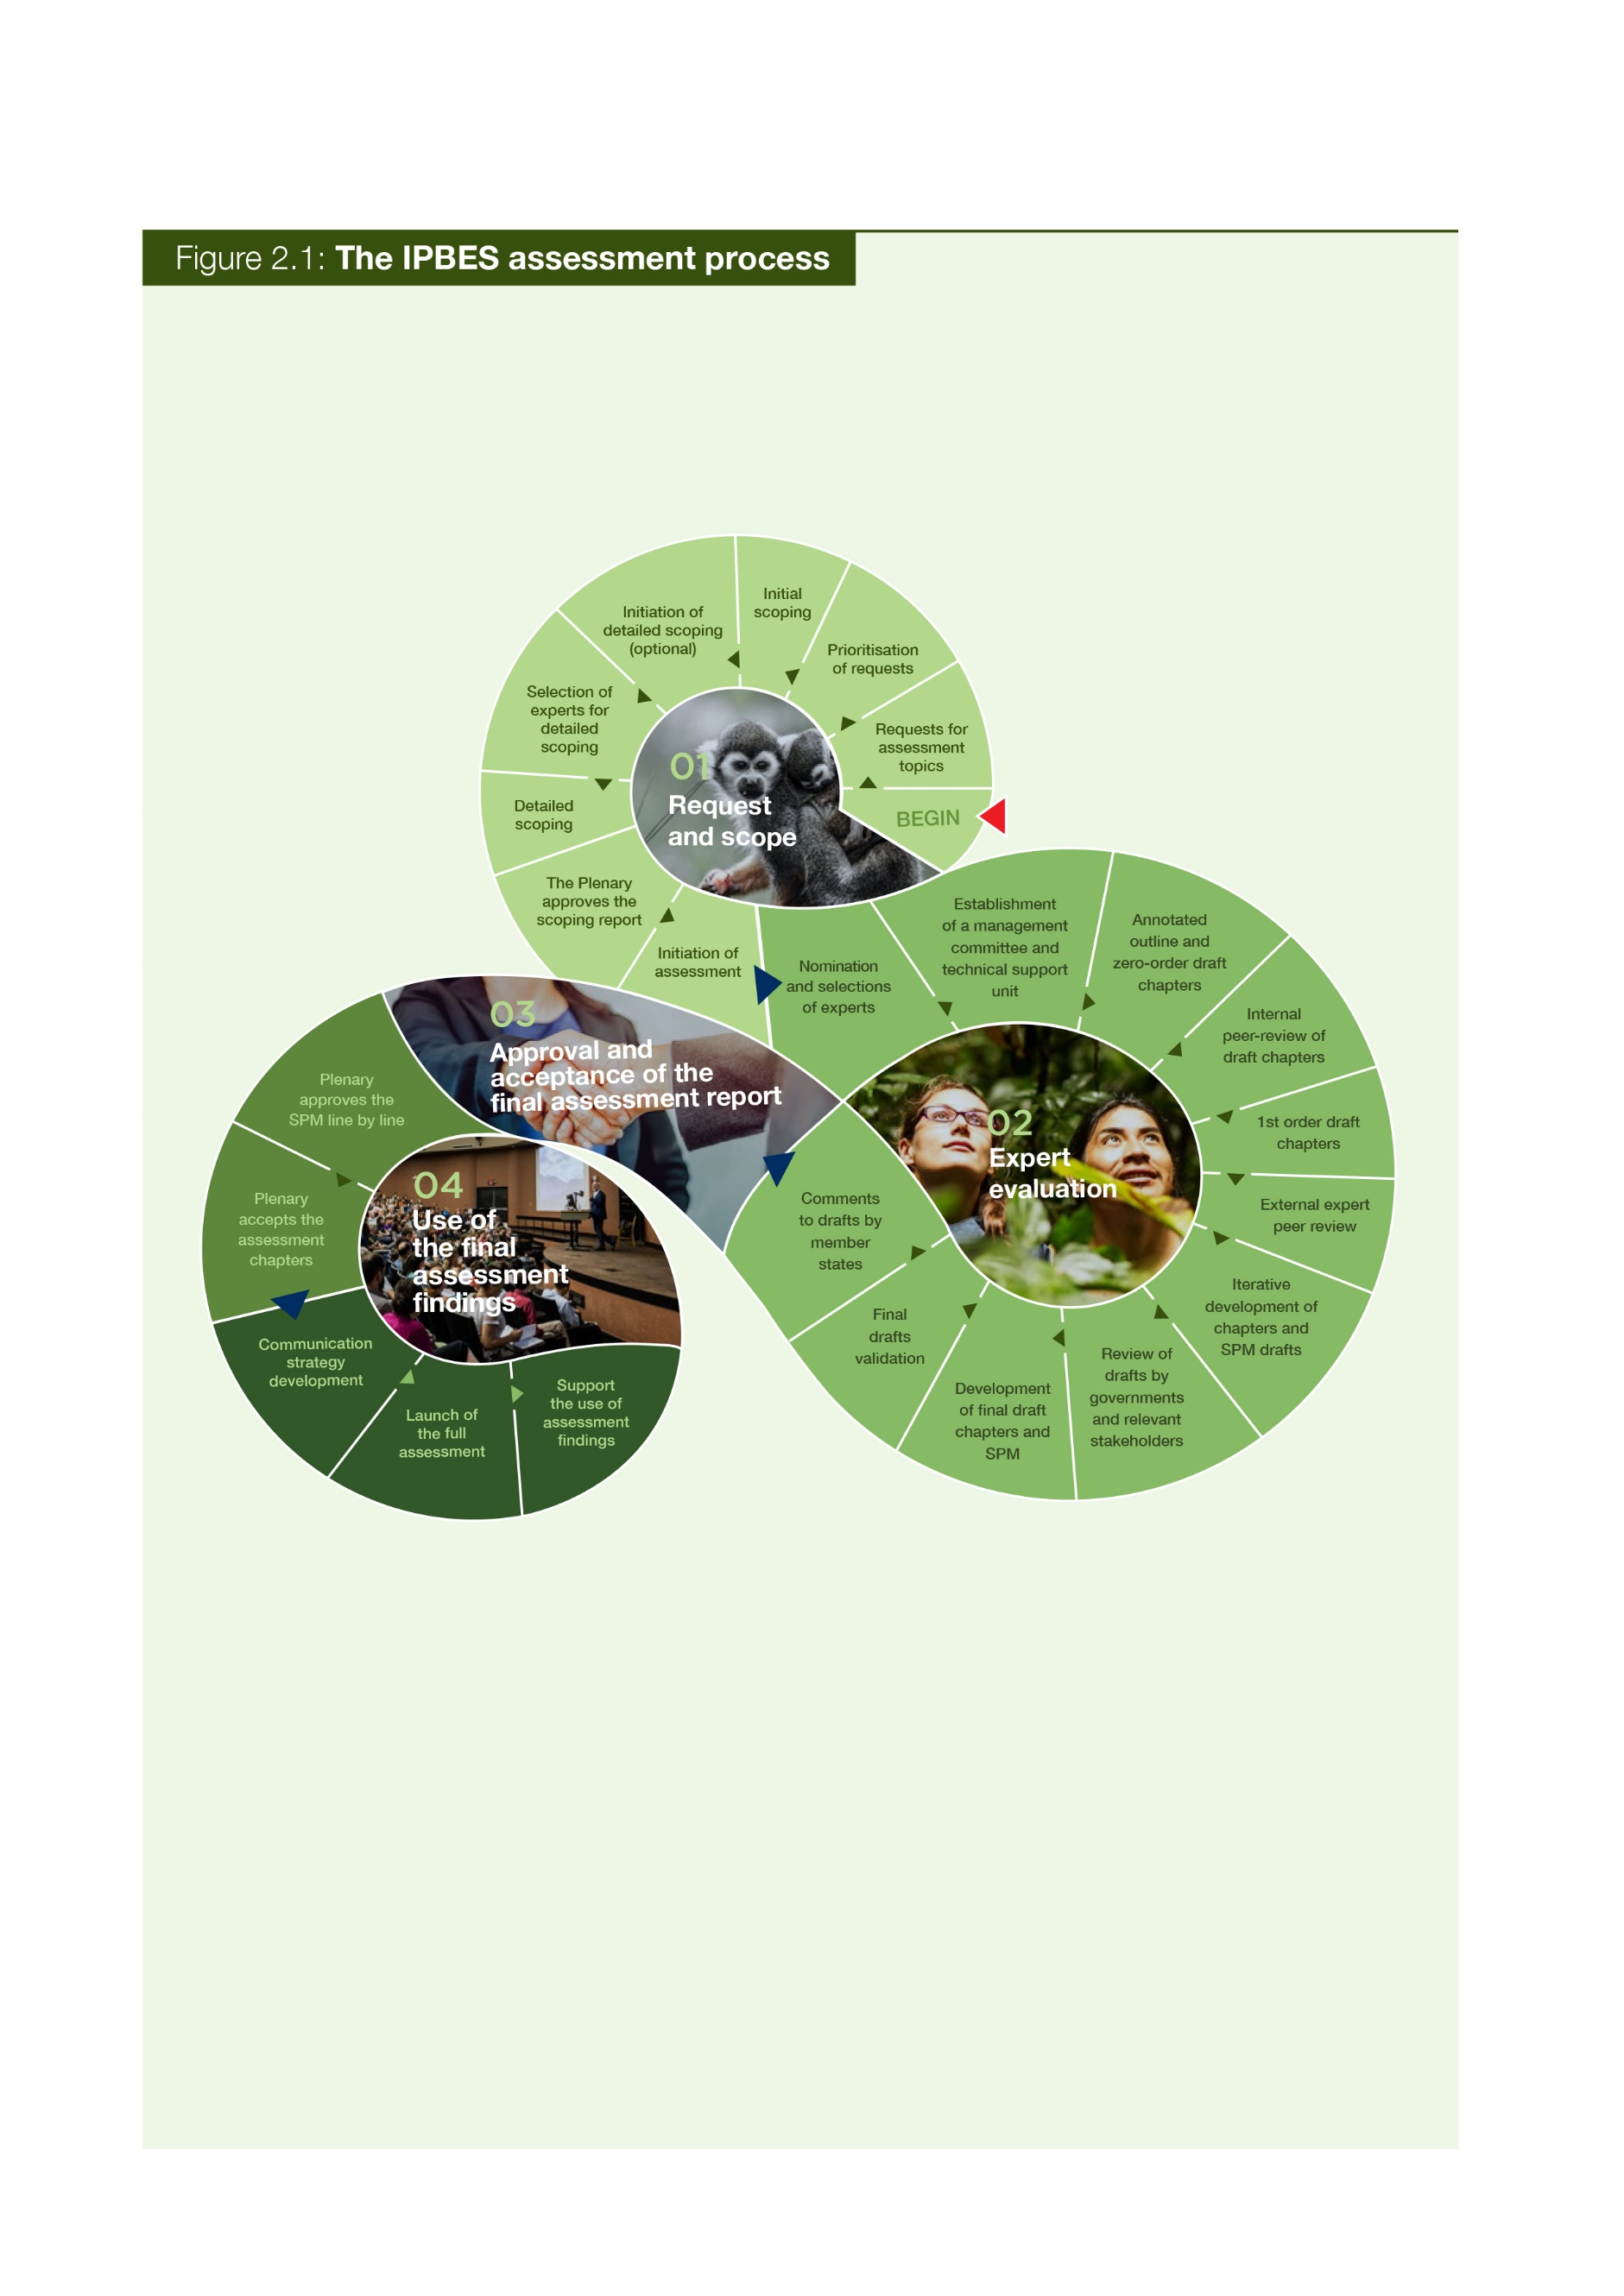 Figure 2.1: The IPBES assessment process
BEGIN
Requests for
assessment
topics
Prioritisation
of requests
Initial
scoping
Initiation of
detailed scoping
(optional)
Selection of
experts for
detailed
scoping
Detailed
scoping
The Plenary
approves the
scoping report
Initiation of
assessment
01
Request
and scope
Nomination
and selections
of experts
Establishment
of a management
committee and
technical support
unit
Annotated
outline and
zero-order draft
chapters
Internal
peer-review of
draft chapters
1st order draft
chapters
External expert
peer review
Iterative
development of
chapters and
SPM drafts
Review of
drafts by
governments
and relevant
stakeholders
Development
of final draft
chapters and
SPM
Final
drafts
validation
Comments
to drafts by
member
states
02
Expert
evaluation
03
Approval and
acceptance of the
final assessment report
Plenary
approves the
SPM line by line
Plenary
accepts the
assessment
chapters
04
Use of
the final
assessment
findings
Communication
strategy
development
Launch of
the full
assessment
Support
the use of
assessment
findings